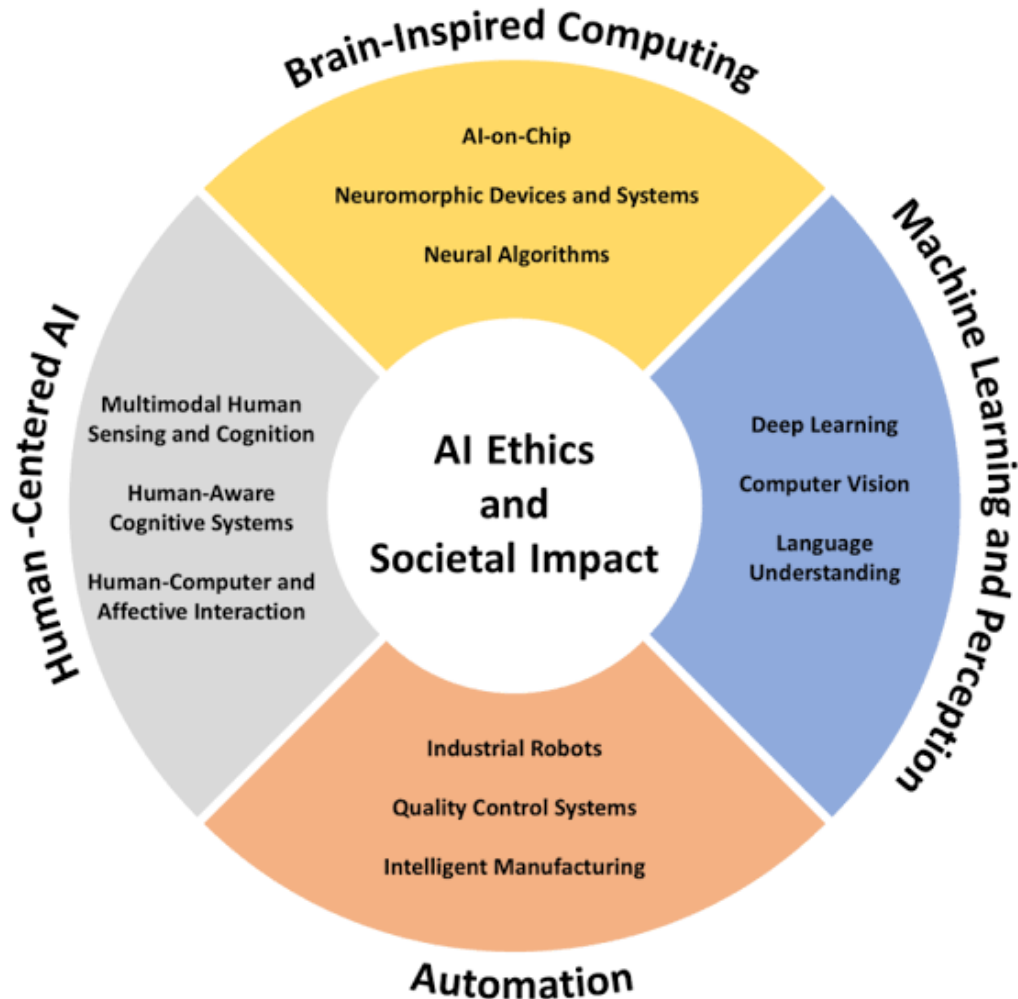 Brain-Inspired Computing
AI-on-Chip
Neuromorphic Devices and Systems
Neural Algorithms
Human -Centered AI
Multimodal Human
Sensing and Cognition
Human-Aware
Cognitive Systems
Human-Computer and
Affective Interaction
AI Ethics
and
Societal Impact
Machine Learning and Perception
Deep Learning
Computer Vision
Language
Understanding
Industrial Robots
Quality Control Systems
Intelligent Manufacturing
Automation